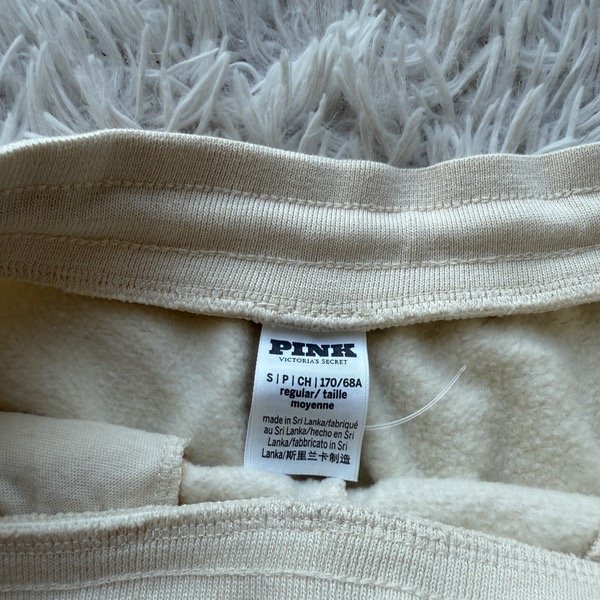 PINK
VICTORIA'S SECRET
S | P | CH | 170/68A
regular/ taille
moyenne
made in Sri Lanka/fabriqué
au Sri Lanka/hecho en Sri
Lanka/fabbricato in Sri
Lanka/斯里兰卡制造